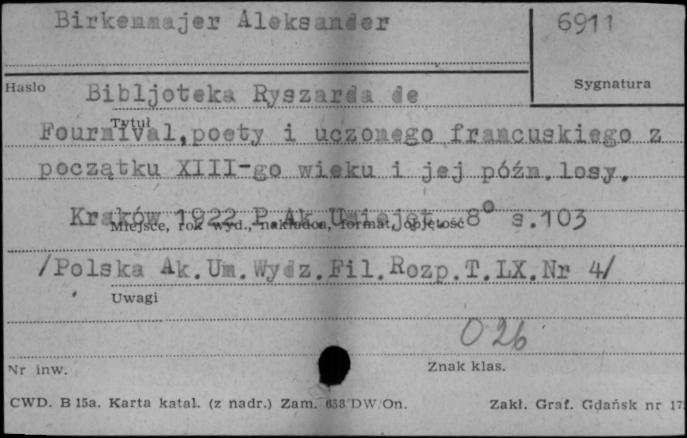 Birkenmajer Aleksander
6911
Hasło
Sygnatura
Bibljoteka Ryszarda de
Tytuł
Fournival,poety i uczonego francuskiego z
początku XIII-go wieku i jej późn.losy.
Kraków 1922 P.Ak.Umiejęt. 8° s.103
Miejsce, rok wyd., nakładca, format, objętość
/Polska Ak.Um.Wydz.Fil.Rozp.T.LX.Nr 4/
Uwagi
026
Nr inw.
Znak klas.
CWD. B 15a. Karta katal. (z nadr.) Zam. 658/DW/On.
Zakł. Graf. Gdańsk nr